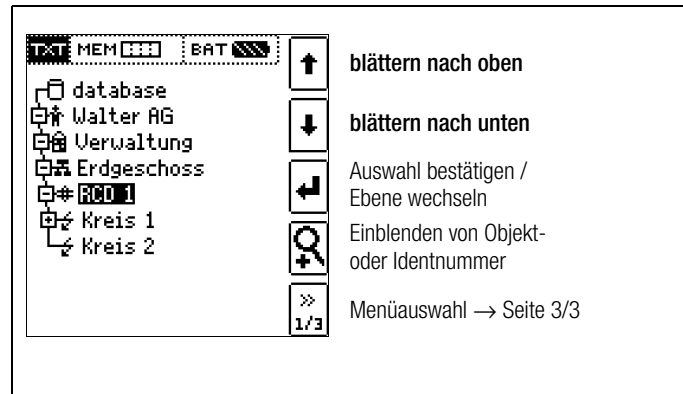 TXT MEM BAT
blättern nach oben
database
Walter AG
blättern nach unten
Verwaltung
Erdgeschoss
Auswahl bestätigen /
Ebene wechseln
RCD 1
Kreis 1
Einblenden von Objekt-
oder Identnummer
Kreis 2
»
1/3
Menüauswahl → Seite 3/3